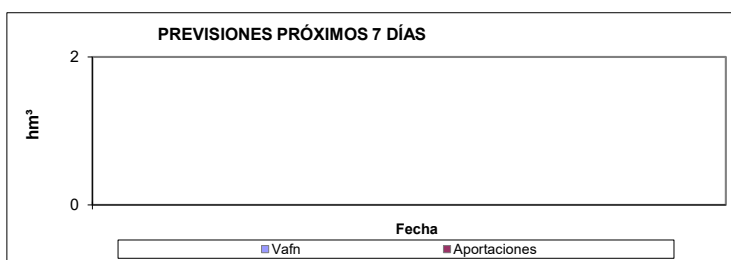 PREVISIONES PRÓXIMOS 7 DÍAS
2
hm³
0
Fecha
Vafn Aportaciones